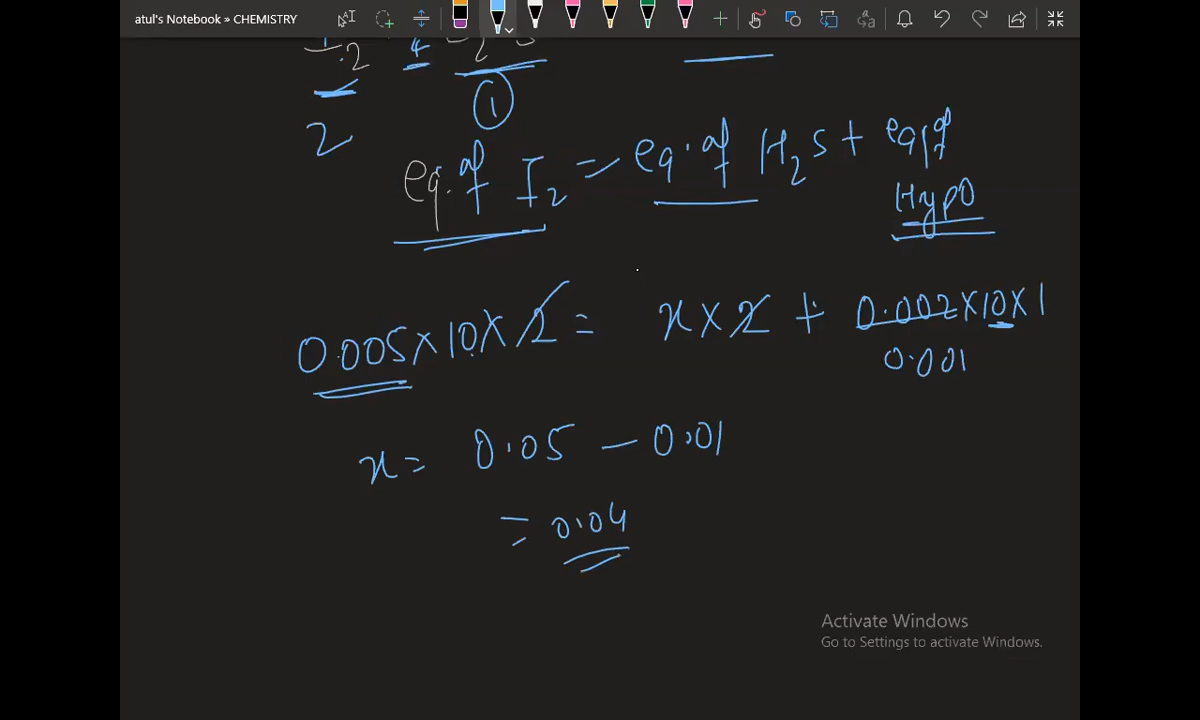 atul's Notebook » CHEMISTRY
2
1
eq. of I2 = eq. of H2S + eq of
Hypo
0.005 × 10 × 2 = x × 2 + 0.002 × 10 × 1
0.001
x = 0.05 - 0.01
= 0.04
Activate Windows
Go to Settings to activate Windows.